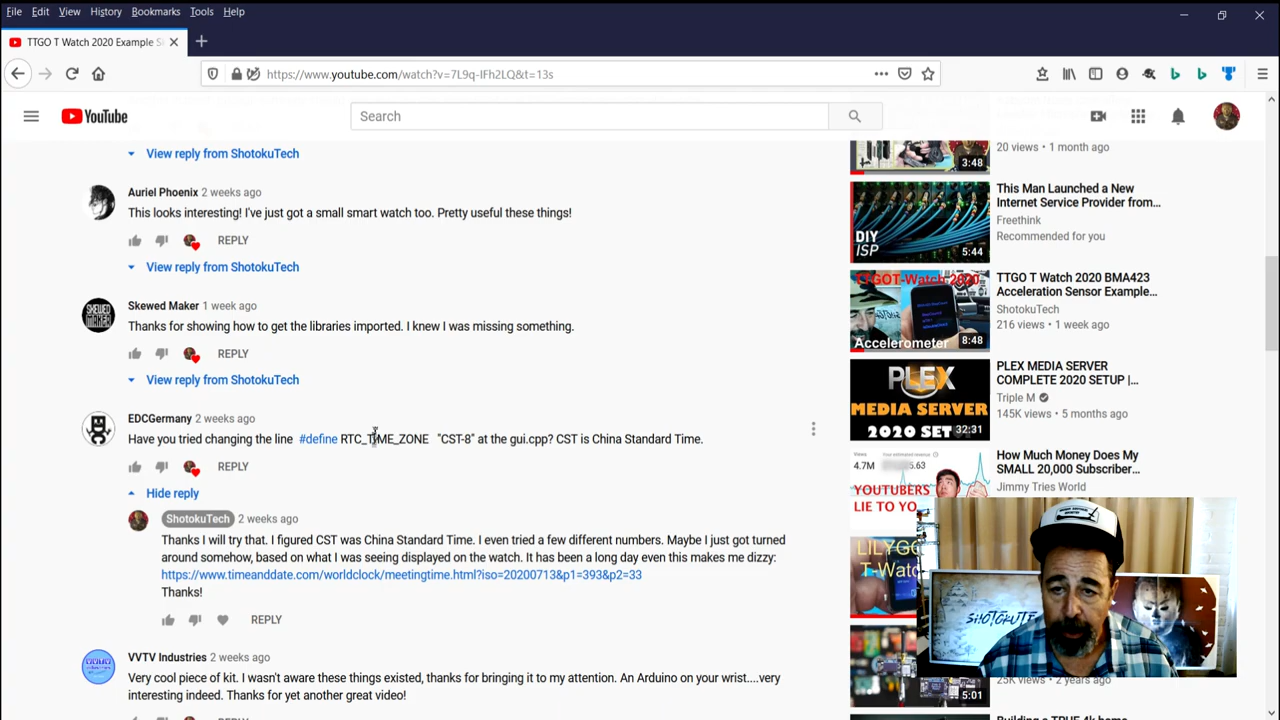 File Edit View History Bookmarks Tools Help
TTGO T Watch 2020 Example S
https://www.youtube.com/watch?v=7L9q-IFh2LQ&t=13s
YouTube
Search
View reply from ShotokuTech
Auriel Phoenix 2 weeks ago
This looks interesting! I've just got a small smart watch too. Pretty useful these things!
REPLY
View reply from ShotokuTech
Skewed Maker 1 week ago
Thanks for showing how to get the libraries imported. I knew I was missing something.
REPLY
View reply from ShotokuTech
EDCGermany 2 weeks ago
Have you tried changing the line #define RTC_TIME_ZONE "CST-8" at the gui.cpp? CST is China Standard Time.
REPLY
Hide reply
ShotokuTech 2 weeks ago
Thanks I will try that. I figured CST was China Standard Time. I even tried a few different numbers. Maybe I just got turned
around somehow, based on what I was seeing displayed on the watch. It has been a long day even this makes me dizzy:
https://www.timeanddate.com/worldclock/meetingtime.html?iso=20200713&p1=393&p2=33
Thanks!
REPLY
VVTV Industries 2 weeks ago
Very cool piece of kit. I wasn't aware these things existed, thanks for bringing it to my attention. An Arduino on your wrist....very
interesting indeed. Thanks for yet another great video!
3:48
20 views • 1 month ago
DIY
ISP
5:44
This Man Launched a New
Internet Service Provider from...
Freethink
Recommended for you
TTGOT-Watch 2020
Accelerometer
8:48
TTGO T Watch 2020 BMA423
Acceleration Sensor Example...
ShotokuTech
216 views • 1 week ago
PLEX
MEDIA SERVER
2020 SET
32:31
PLEX MEDIA SERVER
COMPLETE 2020 SETUP |...
Triple M
145K views • 5 months ago
4.7M
5.63
YOUTUBERS
LIE TO YO
How Much Money Does My
SMALL 20,000 Subscriber...
Jimmy Tries World
LILYGO
T-Watc
SHOTOKUTE
5:01
25K views • 2 years ago
Building a TRUE 4k home